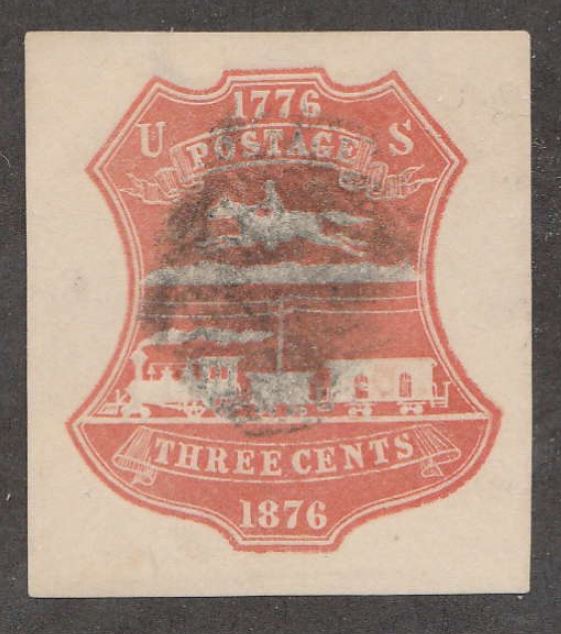 1776
U POSTAGE S
THREE CENTS
1876